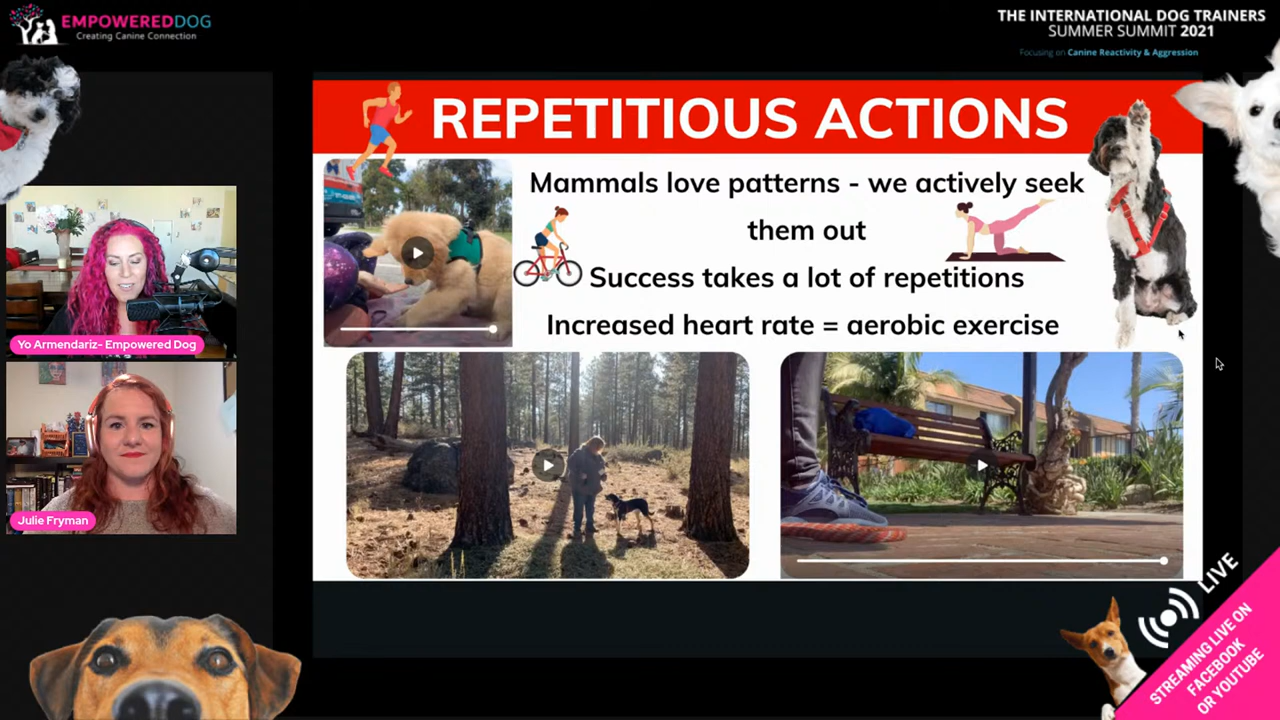 EMPOWEREDDOG
Creating Canine Connection
THE INTERNATIONAL DOG TRAINERS
SUMMER SUMMIT 2021
Focusing on Canine Reactivity & Aggression
REPETITIOUS ACTIONS
Mammals love patterns - we actively seek
them out
Success takes a lot of repetitions
Increased heart rate = aerobic exercise
Yo Armendariz- Empowered Dog
Julie Fryman
LIVE
STREAMING LIVE ON
FACEBOOK
OR YOUTUBE